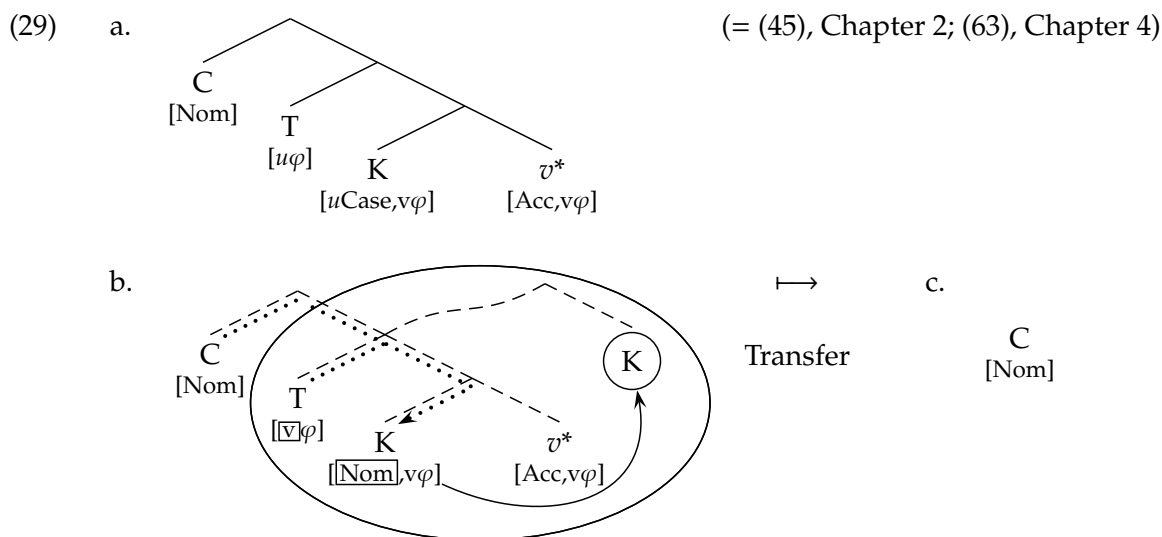 (29) a. (= (45), Chapter 2; (63), Chapter 4)
C
[Nom]
T
[uφ]
K v*
[uCase,vφ] [Acc,vφ]
b. ⟼ c.
C T K Transfer C
[Nom] [vφ] [Nom]
K v*
[Nom,vφ] [Acc,vφ]